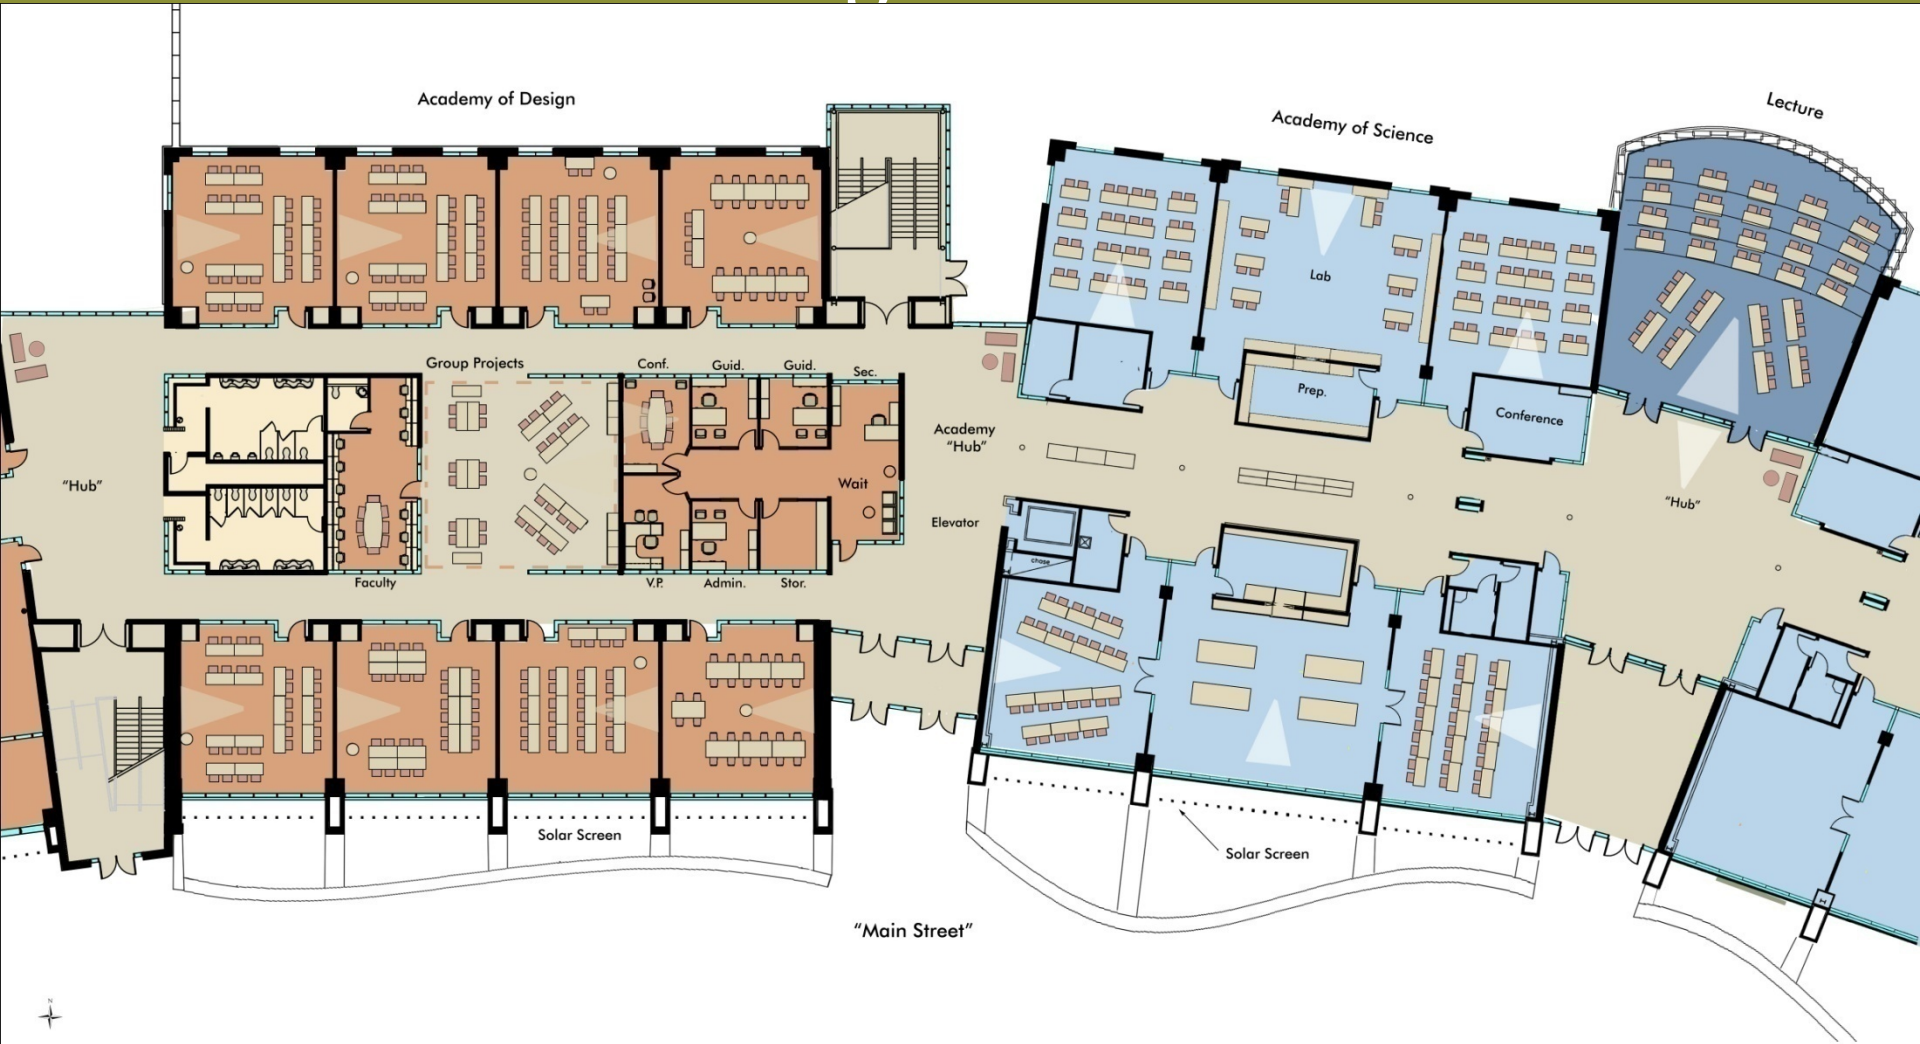 Lecture
Academy of Design
Academy of Science
Lab
Group Projects
Conf.
Guid.
Guid.
Sec.
Prep.
Conference
Academy
"Hub"
"Hub"
Wait
"Hub"
Elevator
chase
Faculty
V.P.
Admin.
Stor.
Solar Screen
Solar Screen
"Main Street"
N